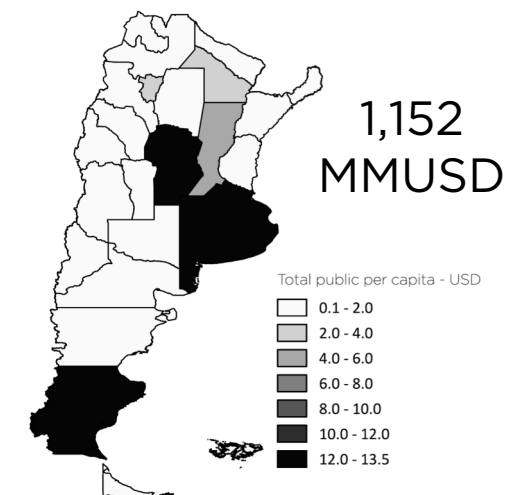 1,152
MMUSD
Total public per capita - USD
0.1 - 2.0
2.0 - 4.0
4.0 - 6.0
6.0 - 8.0
8.0 - 10.0
10.0 - 12.0
12.0 - 13.5